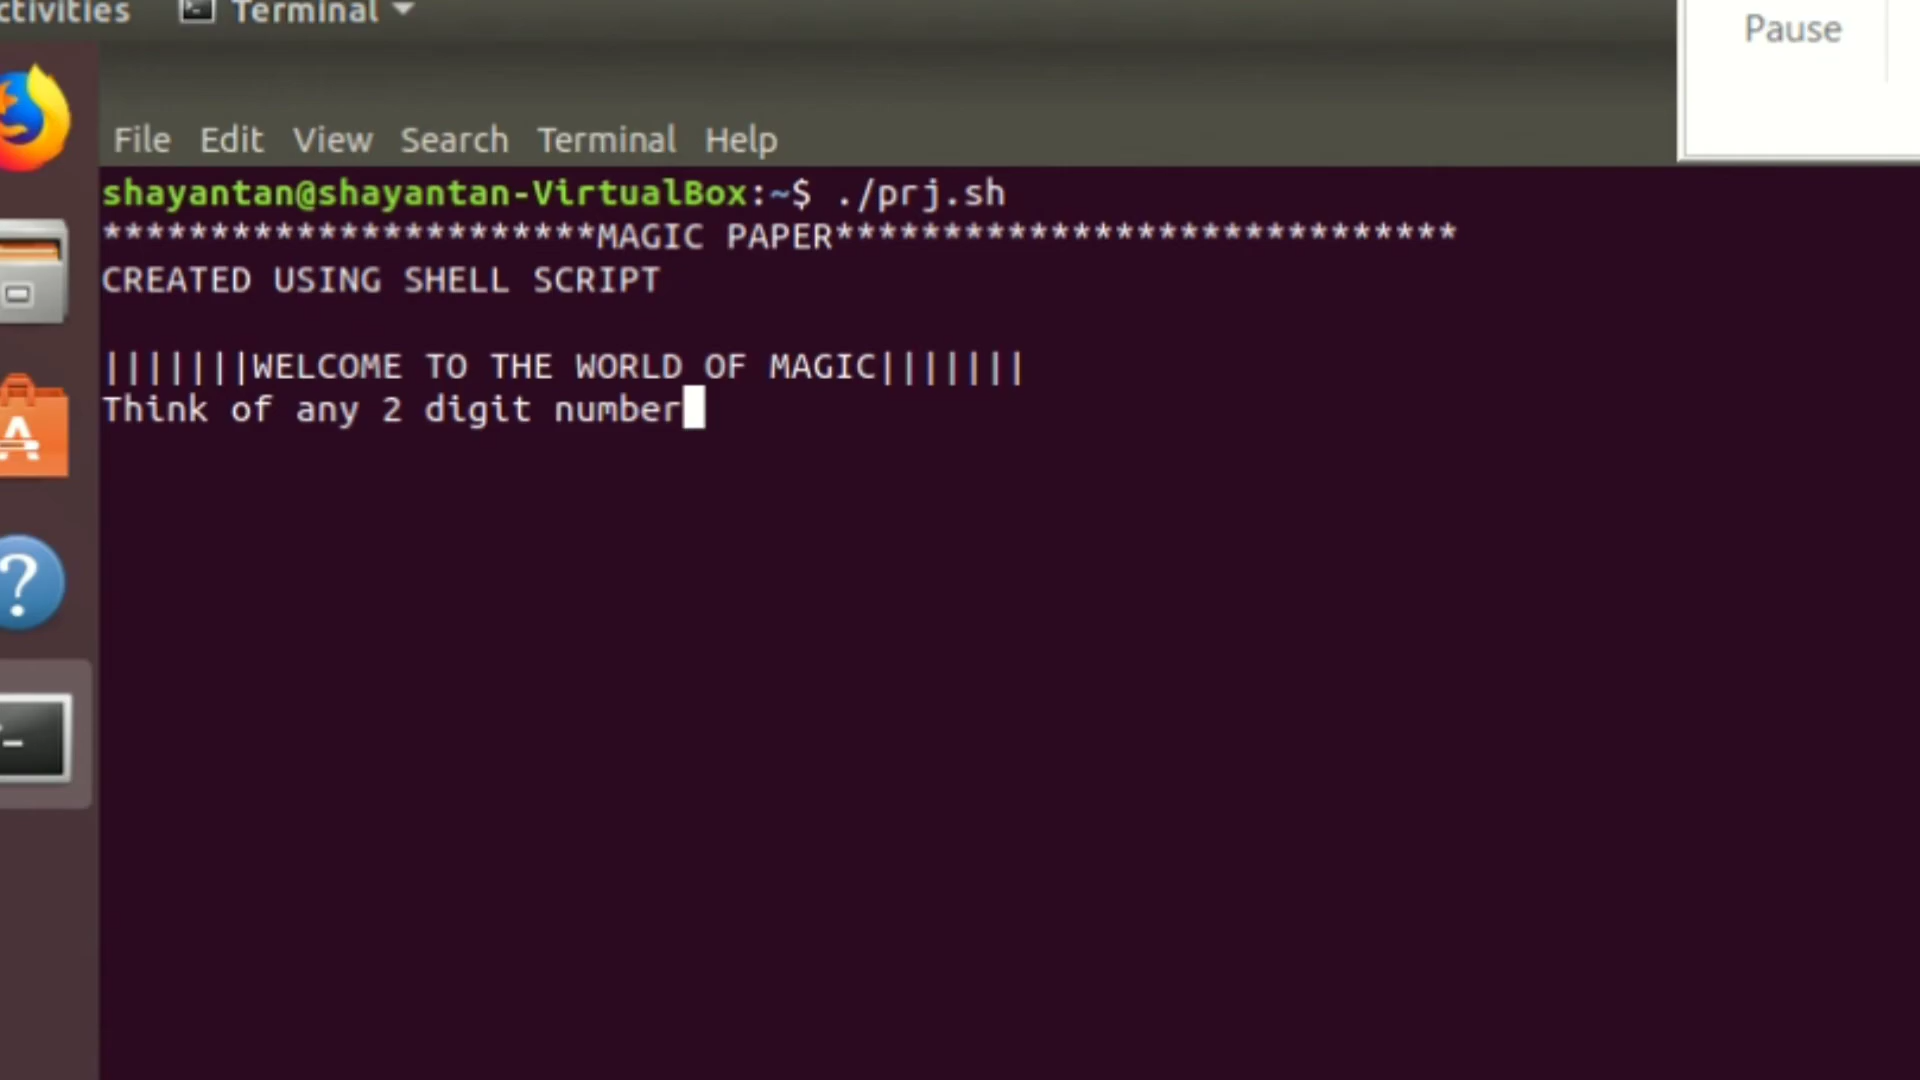 ctivities Terminal
Pause
File Edit View Search Terminal Help
shayantan@shayantan-VirtualBox:~$ ./prj.sh
***********************MAGIC PAPER*****************************
CREATED USING SHELL SCRIPT
|||||||WELCOME TO THE WORLD OF MAGIC|||||||
Think of any 2 digit number